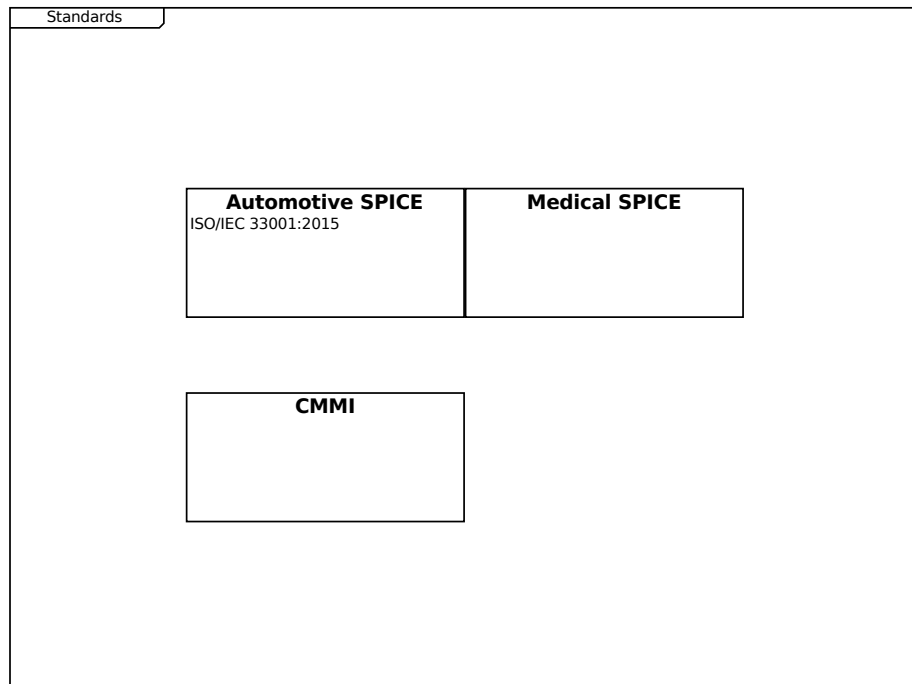 Standards
Automotive SPICE
ISO/IEC 33001:2015
Medical SPICE
CMMI